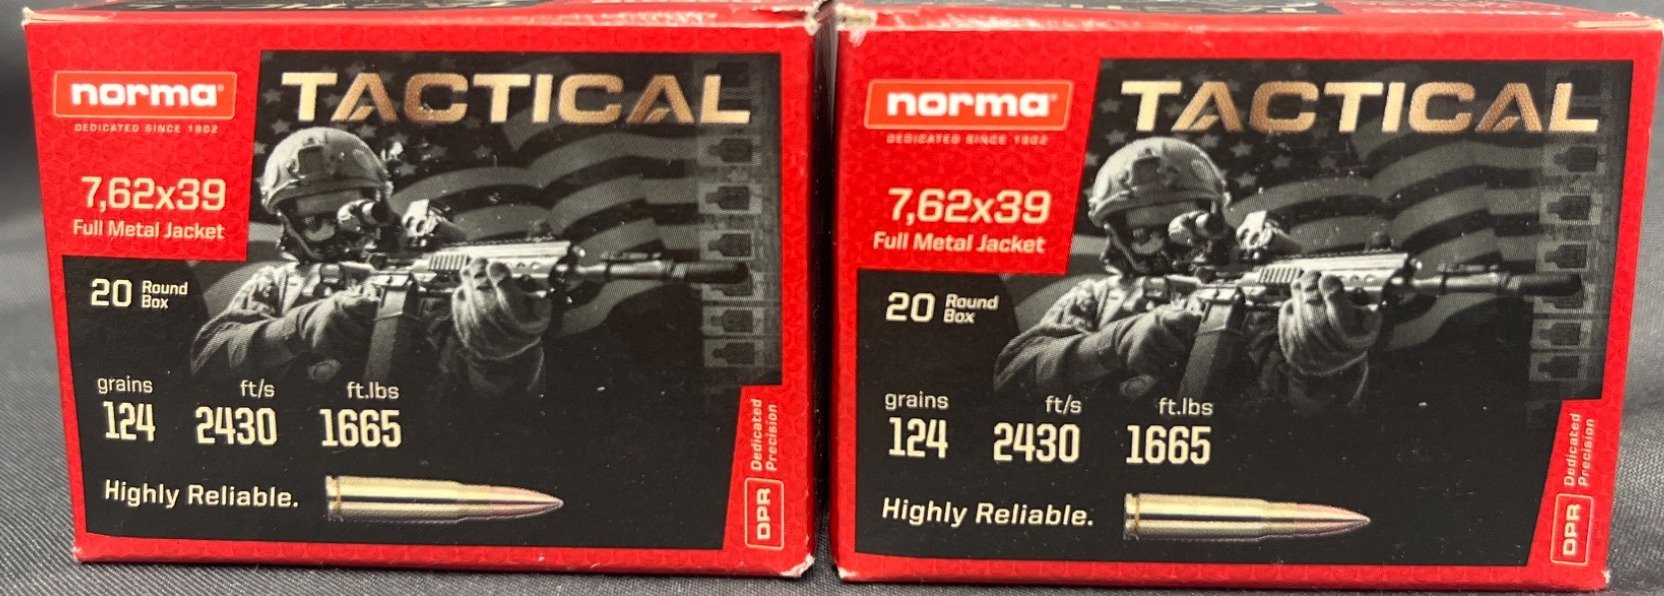 norma
DEDICATED SINCE 1902
TACTICAL
7,62x39
Full Metal Jacket
20 Round Box
grains ft/s ft.lbs
124 2430 1665
Highly Reliable.
DPR Dedicated Precision
norma
DEDICATED SINCE 1902
TACTICAL
7,62x39
Full Metal Jacket
20 Round Box
grains ft/s ft.lbs
124 2430 1665
Highly Reliable.
DPR Dedicated Precision